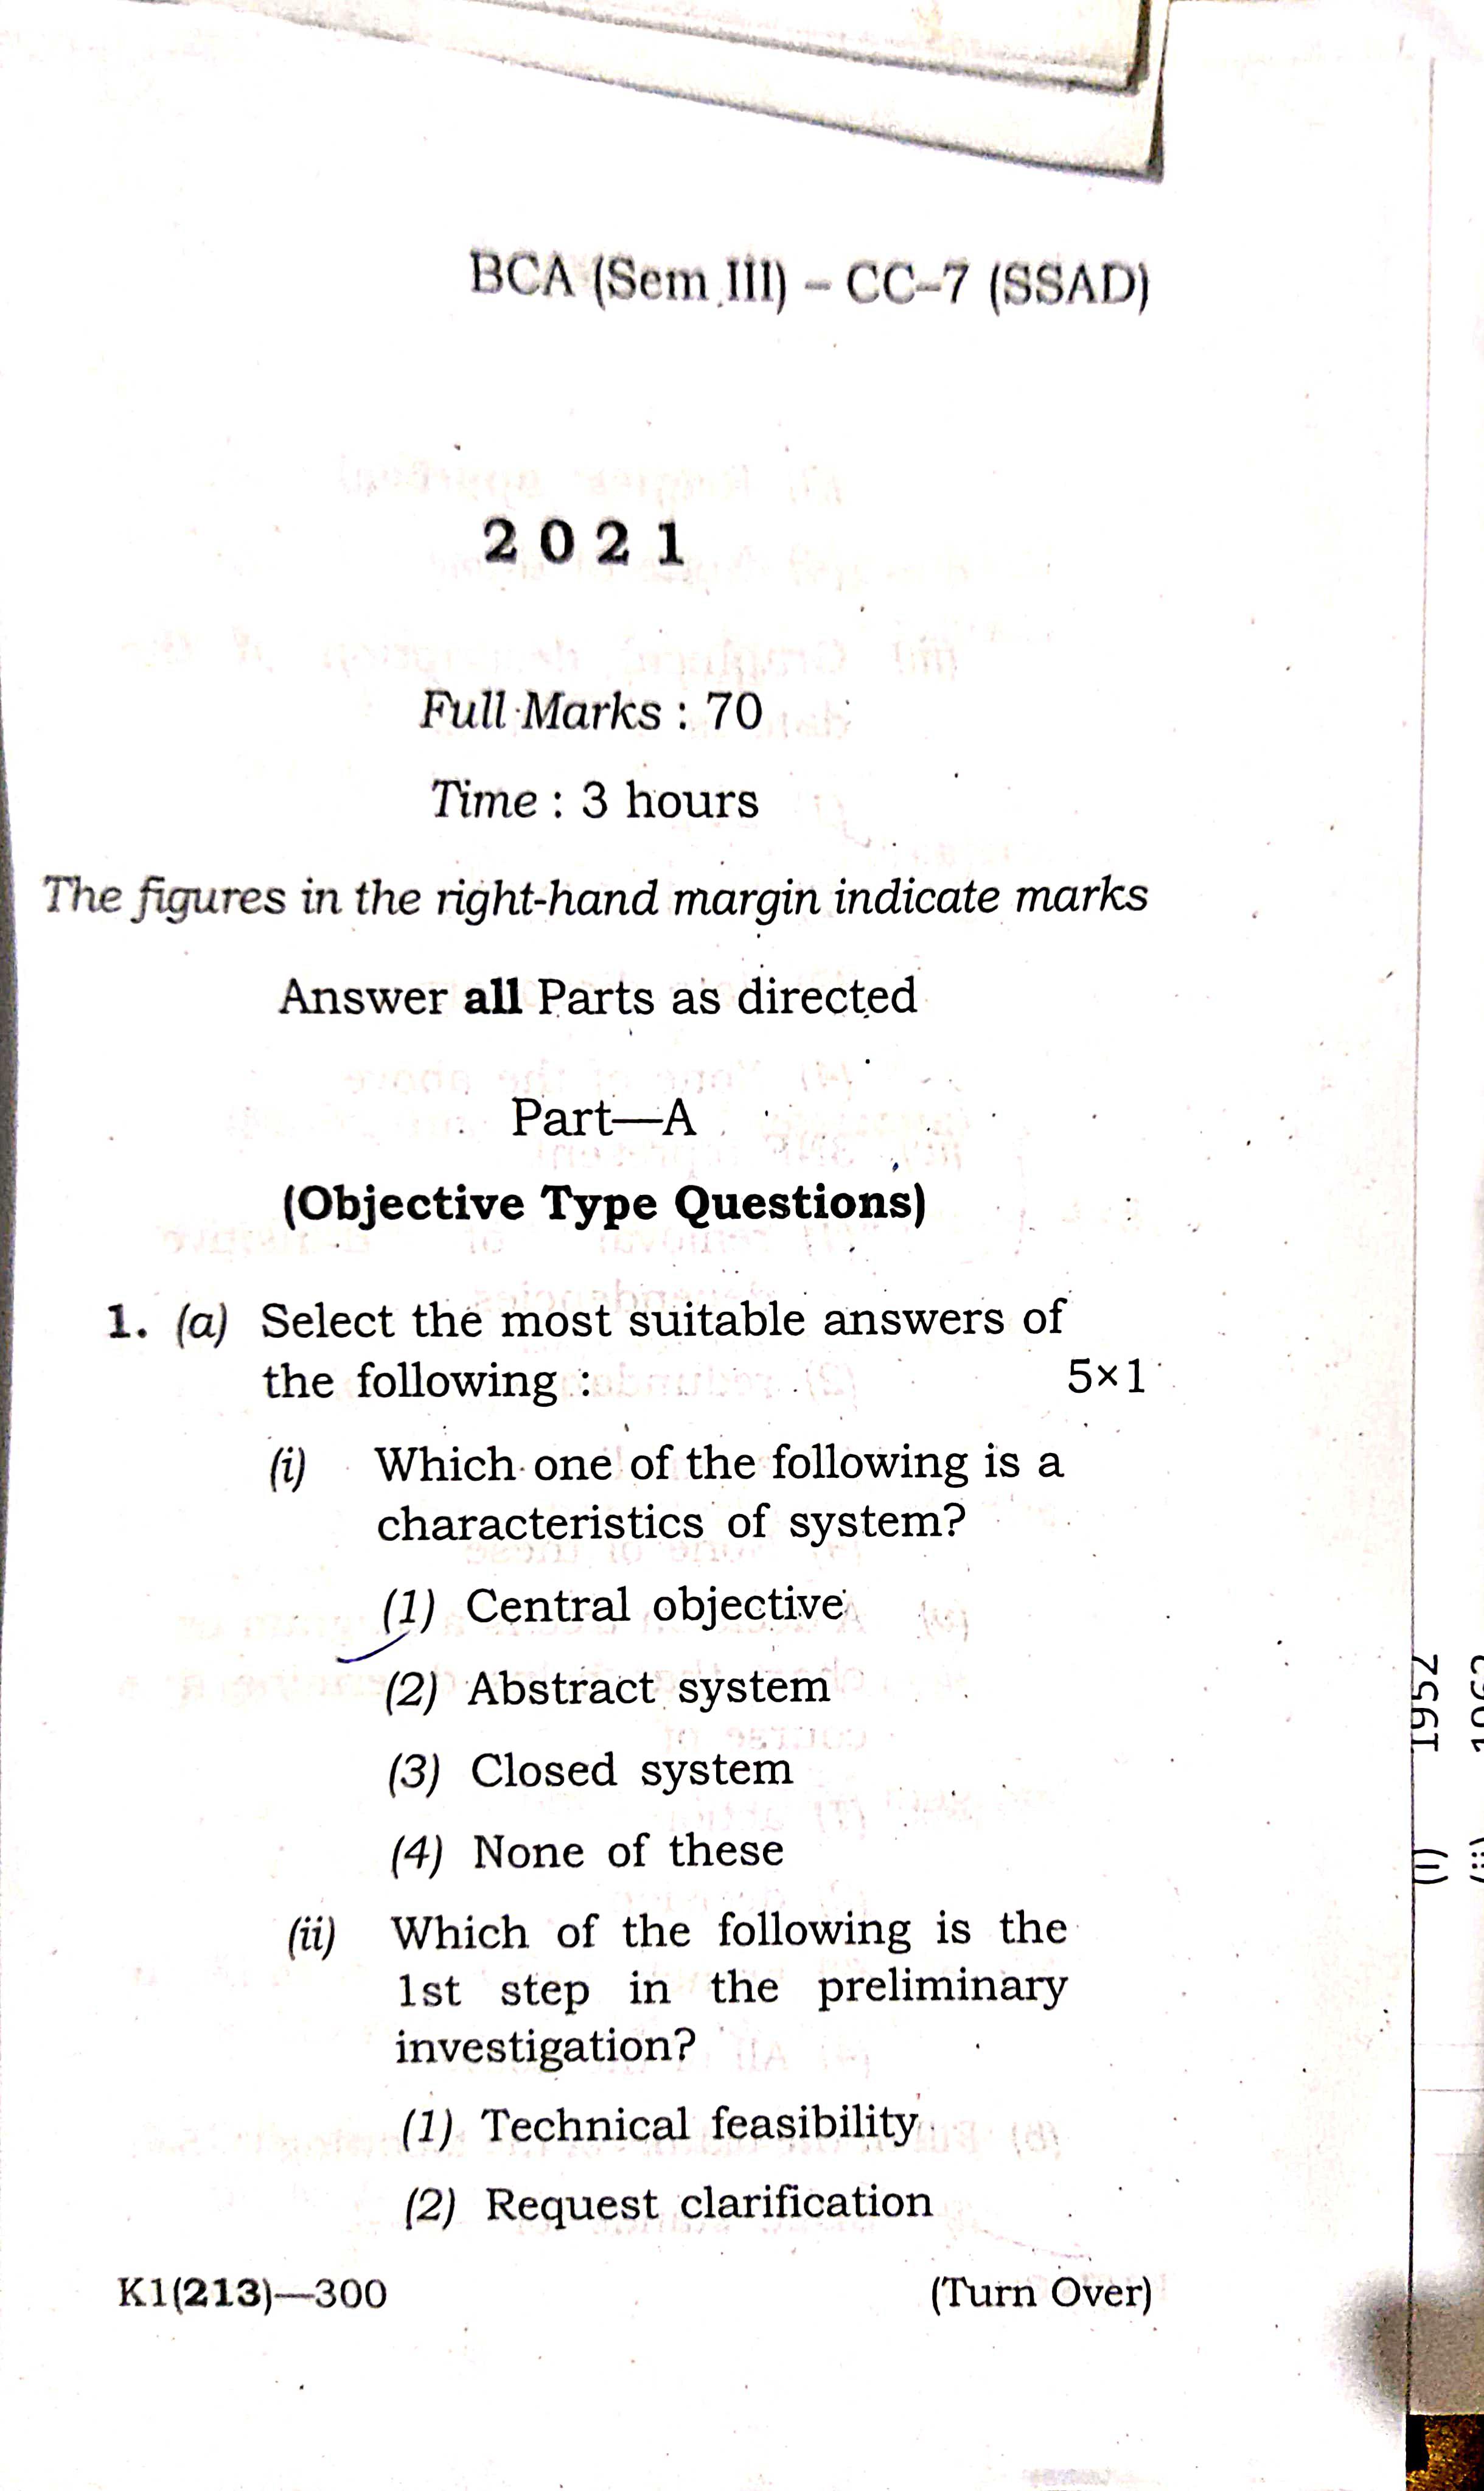 BCA (Sem III) – CC–7 (SSAD)
2 0 2 1
Full Marks : 70
Time : 3 hours
The figures in the right-hand margin indicate marks
Answer all Parts as directed
Part—A
(Objective Type Questions)
1. (a) Select the most suitable answers of
the following : 5×1
(i) Which one of the following is a
characteristics of system?
(1) Central objective
(2) Abstract system
(3) Closed system
(4) None of these
(ii) Which of the following is the
1st step in the preliminary
investigation?
(1) Technical feasibility
(2) Request clarification
K1(213)—300 (Turn Over)
(i) 1952